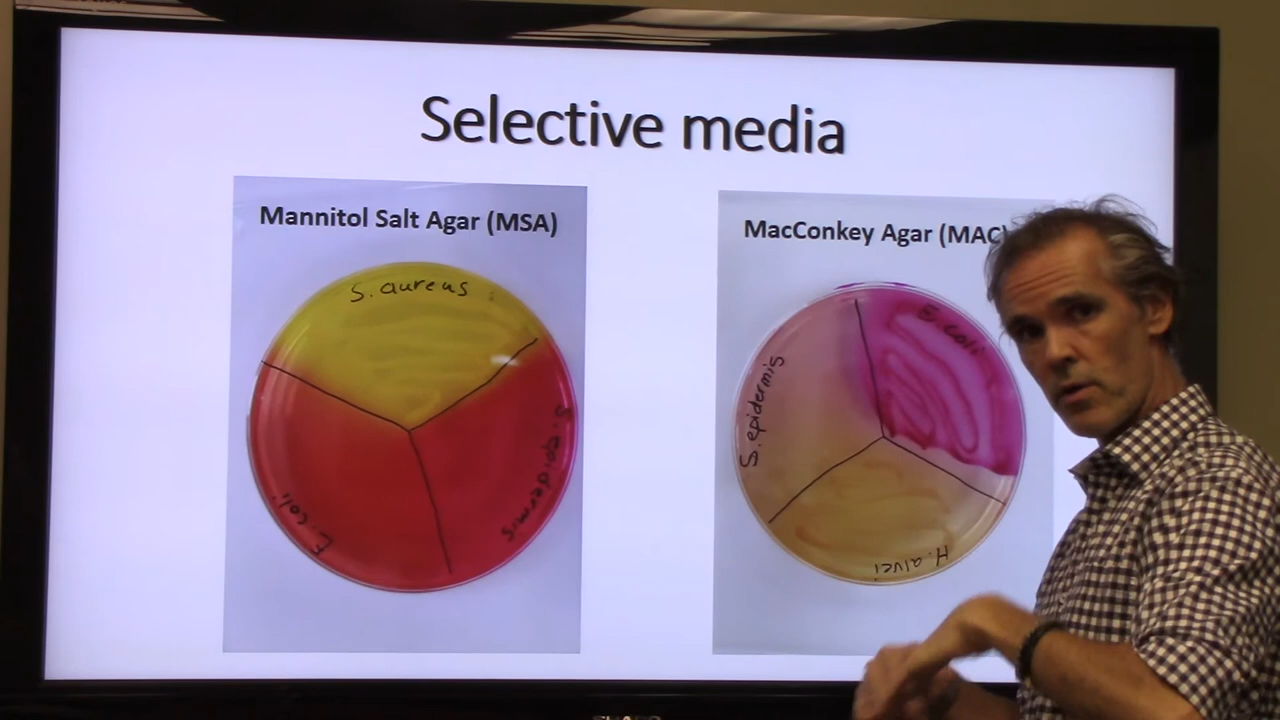 Selective media
Mannitol Salt Agar (MSA)
S. aureus
S. epidermis
E. coli
MacConkey Agar (MAC)
E. coli
S. epidermis
H. alvei